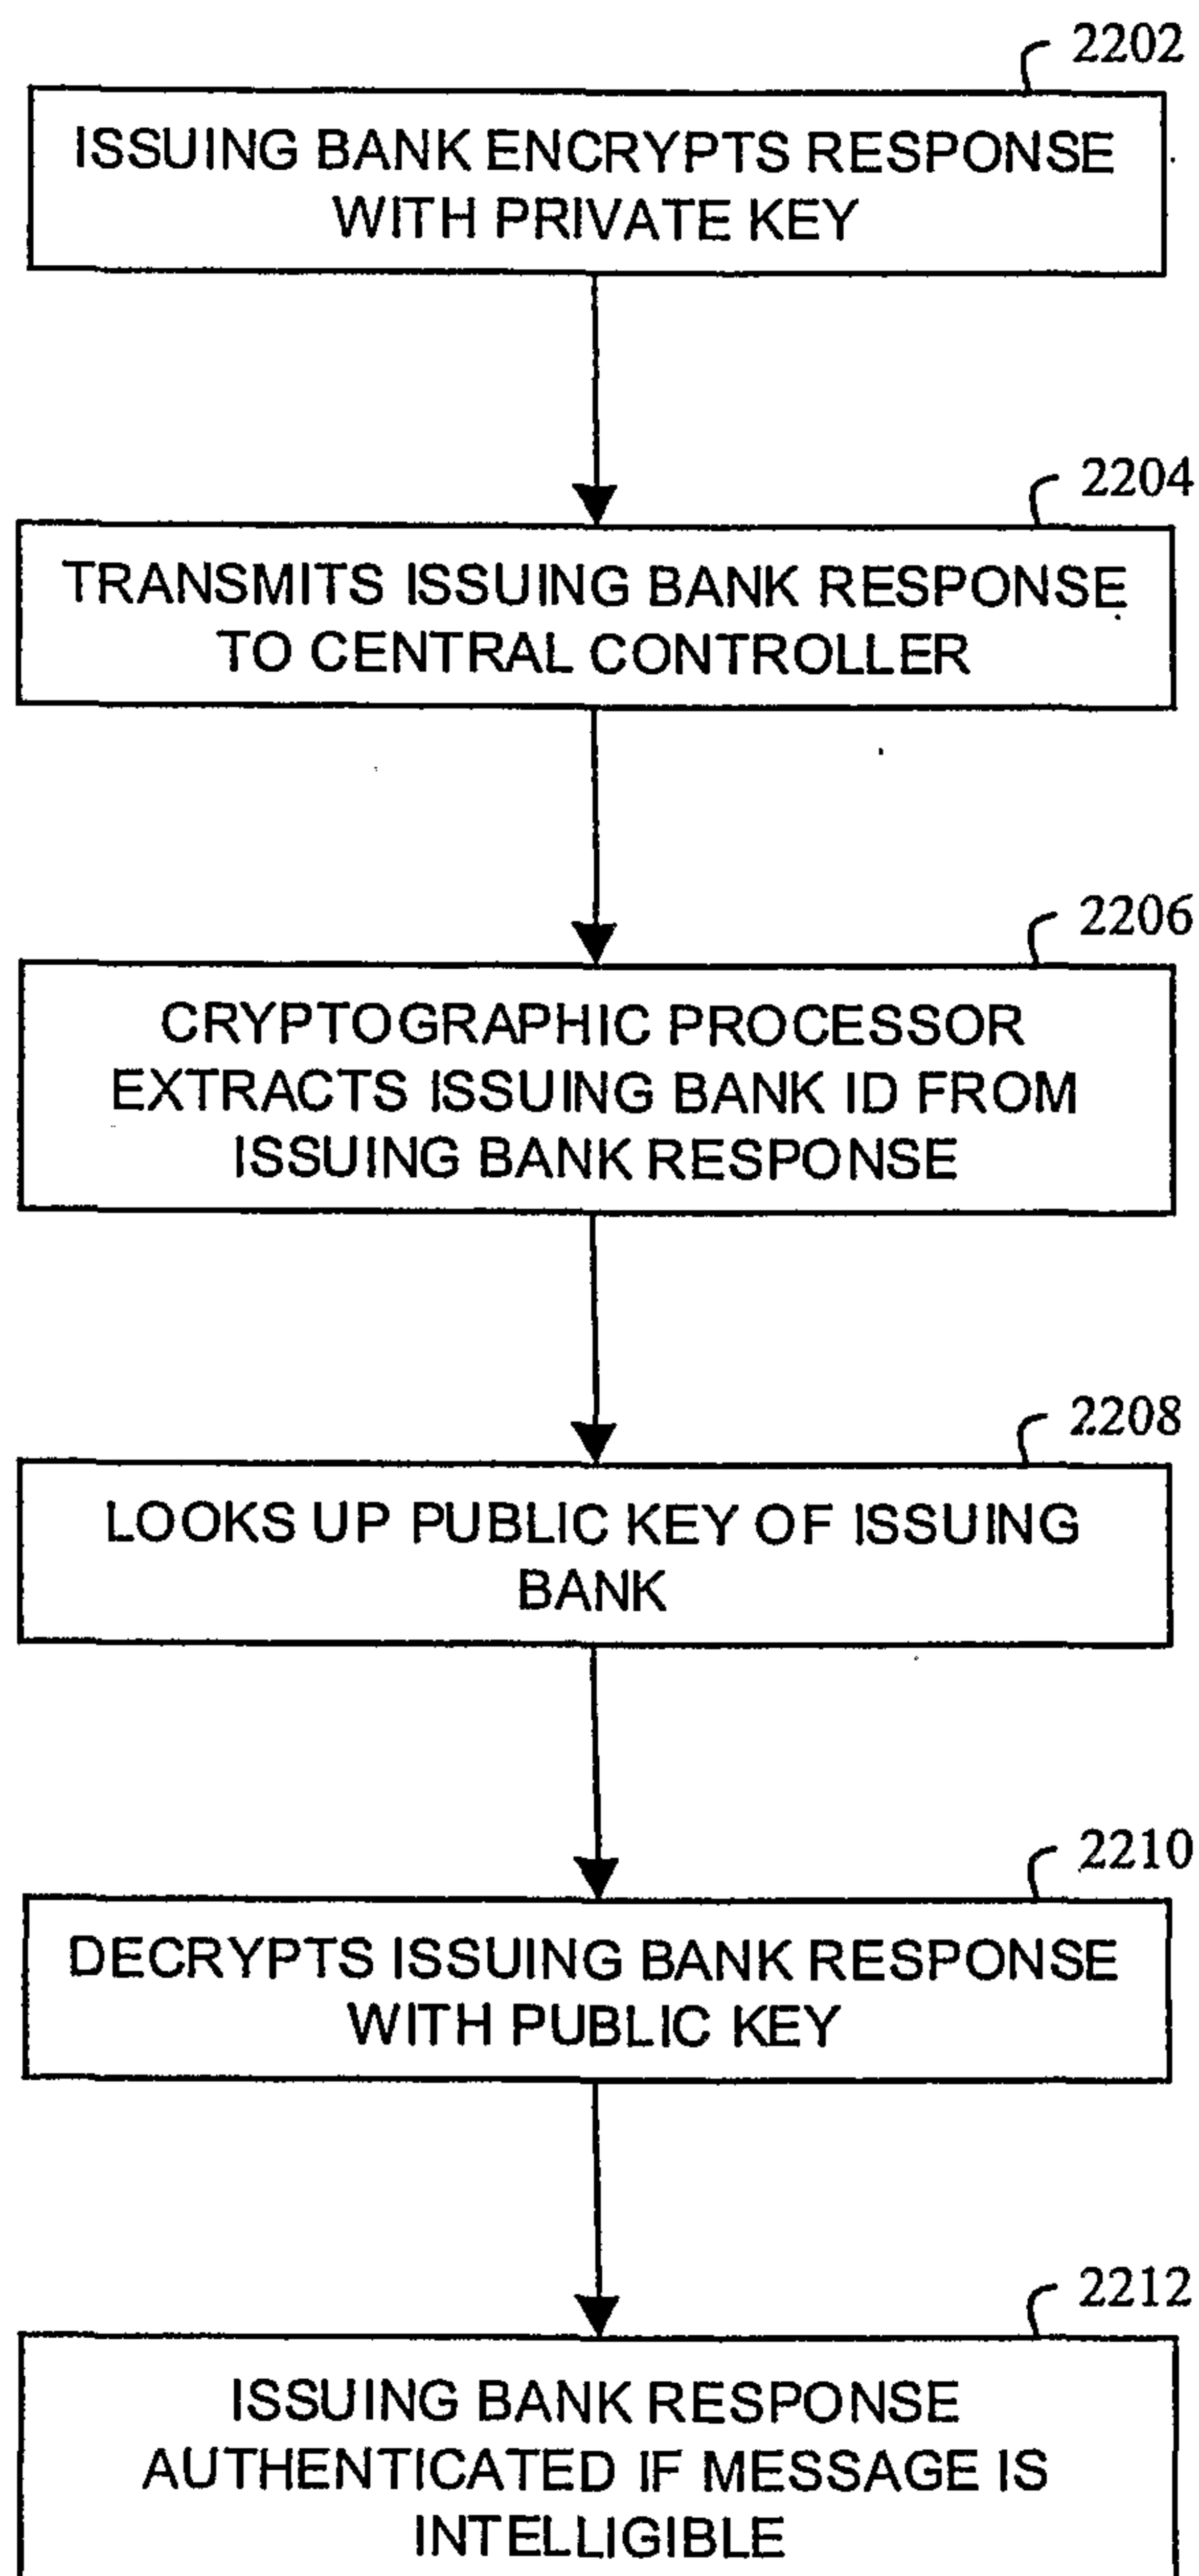 2202
ISSUING BANK ENCRYPTS RESPONSE
WITH PRIVATE KEY
2204
TRANSMITS ISSUING BANK RESPONSE
TO CENTRAL CONTROLLER
2206
CRYPTOGRAPHIC PROCESSOR
EXTRACTS ISSUING BANK ID FROM
ISSUING BANK RESPONSE
2208
LOOKS UP PUBLIC KEY OF ISSUING
BANK
2210
DECRYPTS ISSUING BANK RESPONSE
WITH PUBLIC KEY
2212
ISSUING BANK RESPONSE
AUTHENTICATED IF MESSAGE IS
INTELLIGIBLE